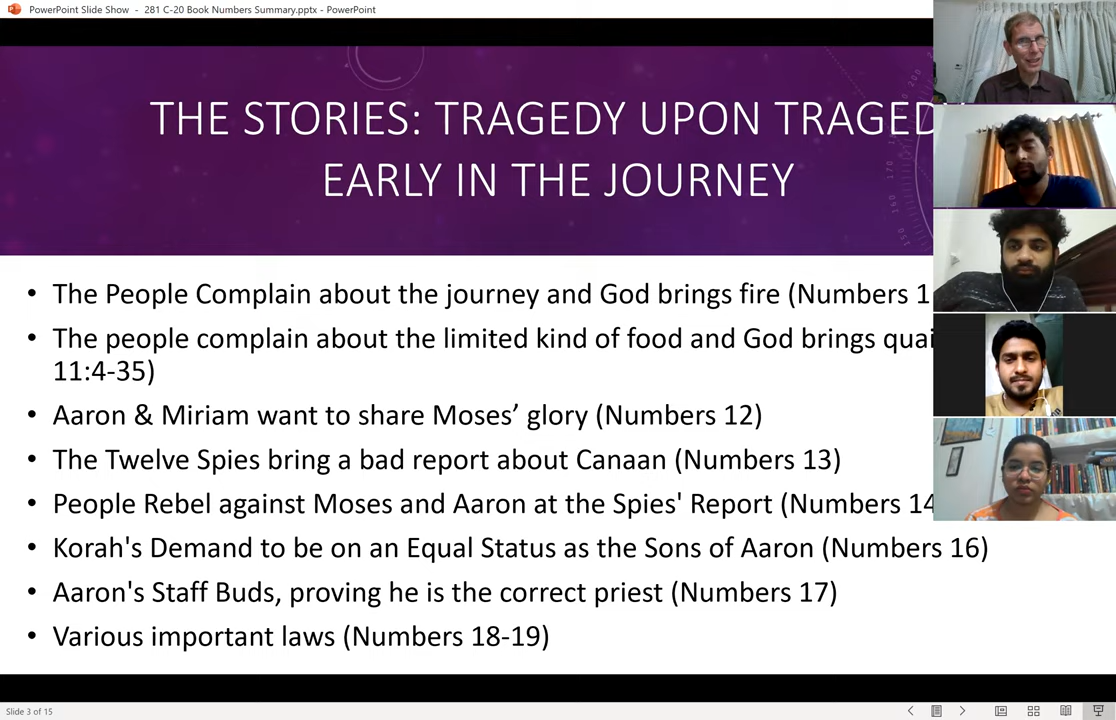 PowerPoint Slide Show - 281 C-20 Book Numbers Summary.pptx - PowerPoint
THE STORIES: TRAGEDY UPON
EARLY IN THE JOURNEY
• The People Complain about the journey and God brings fire (Numbers
• The people complain about the limited kind of food and God brings
11:4-35)
• Aaron & Miriam want to share Moses’ glory (Numbers 12)
• The Twelve Spies bring a bad report about Canaan (Numbers 13)
• People Rebel against Moses and Aaron at the Spies' Report (Numbers 14
• Korah's Demand to be on an Equal Status as the Sons of Aaron (Numbers 16)
• Aaron's Staff Buds, proving he is the correct priest (Numbers 17)
• Various important laws (Numbers 18-19)
Slide 3 of 15